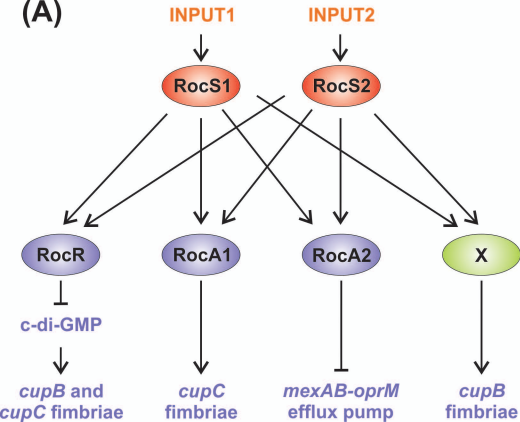 (A)
INPUT1 INPUT2
RocS1 RocS2
RocR RocA1 RocA2 X
c-di-GMP
cupB and cupC mexAB-oprM cupB
cupC fimbriae fimbriae efflux pump fimbriae